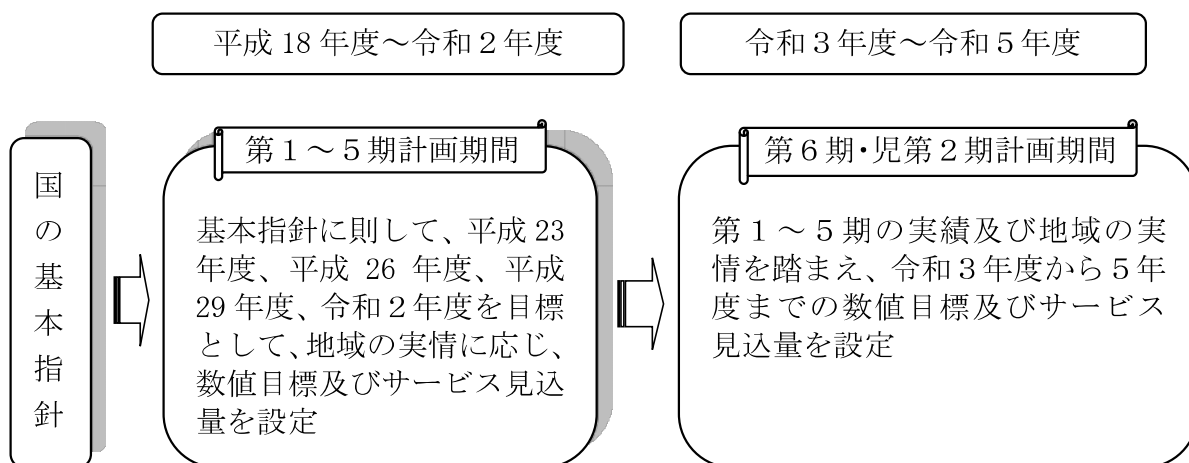 平成18年度～令和２年度
令和３年度～令和５年度
国の基本指針
第１～５期計画期間
基本指針に則して、平成23
年度、平成 26 年度、平成
29年度、令和２年度を目標
として、地域の実情に応じ、
数値目標及びサービス見込
量を設定
第６期・児第２期計画期間
第１～５期の実績及び地域の実
情を踏まえ、令和３年度から５年
度までの数値目標及びサービス
見込量を設定